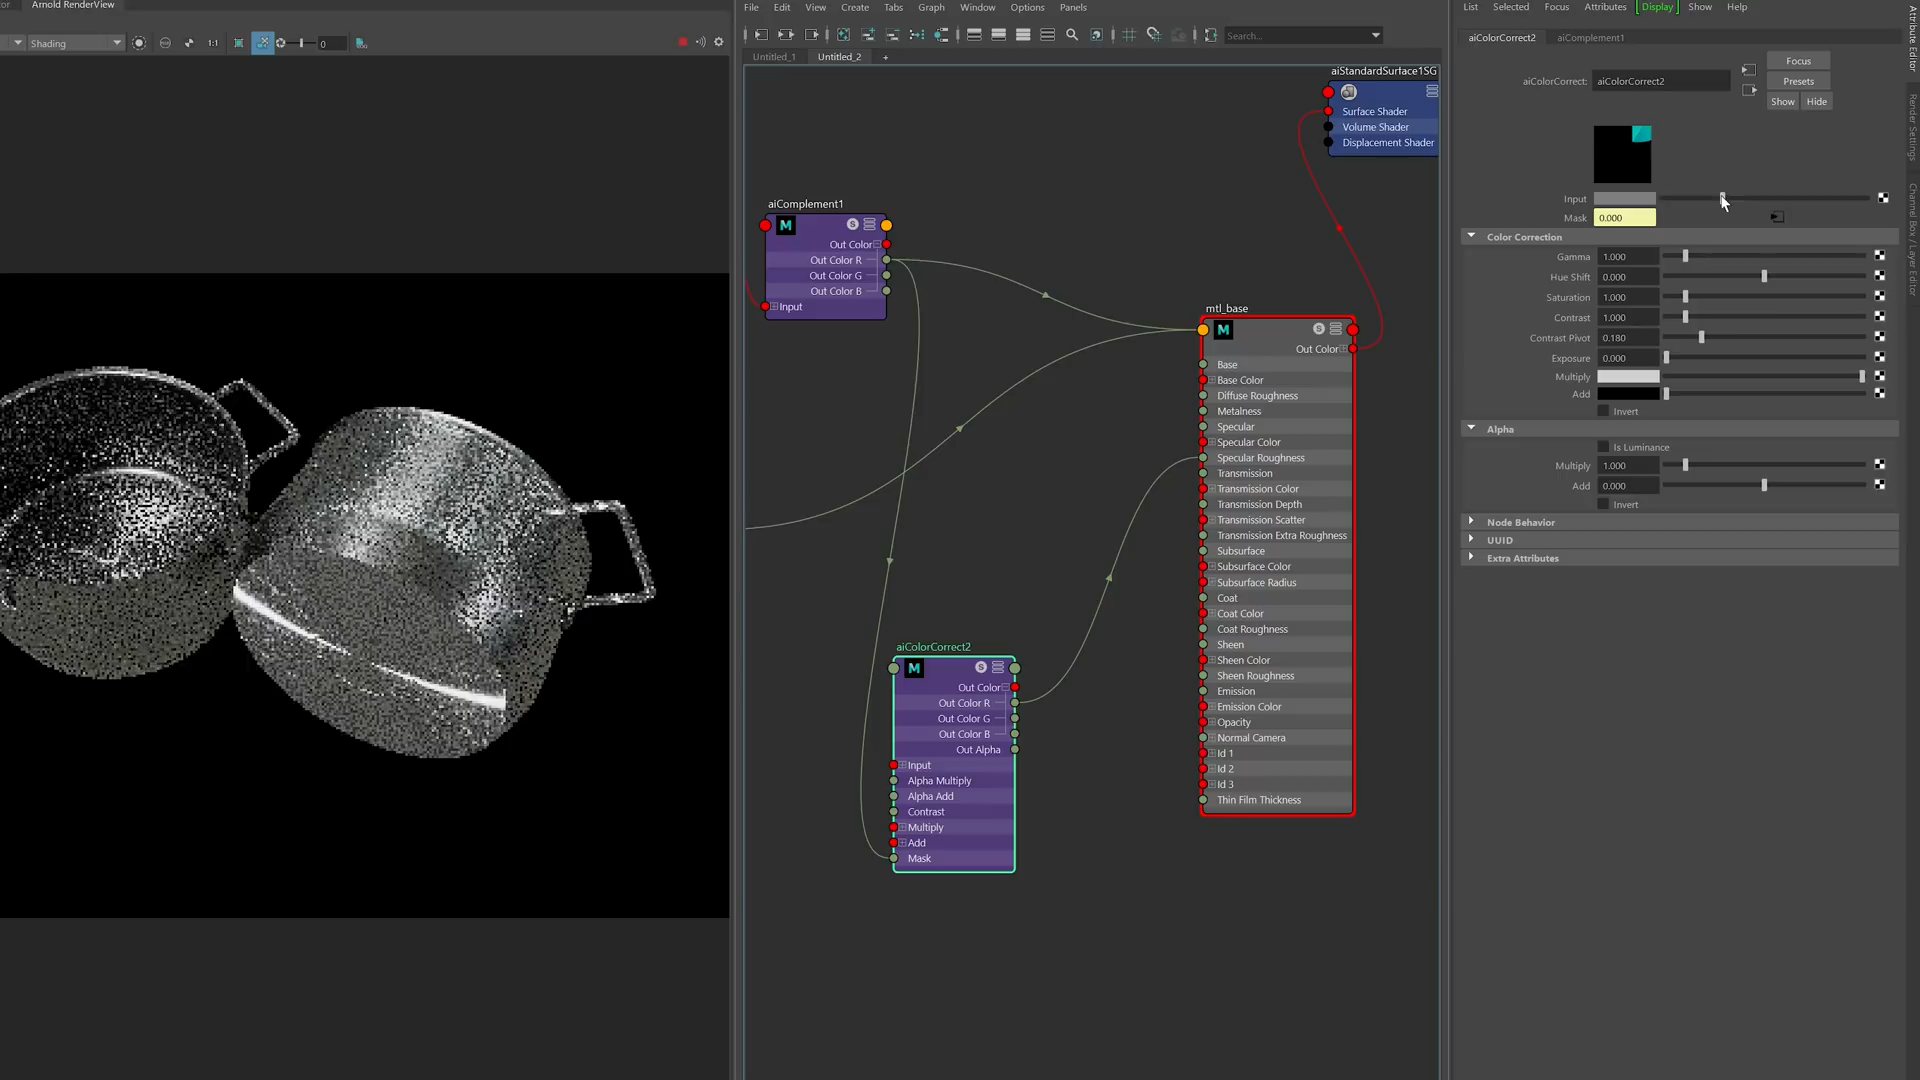 Arnold RenderView
Shading
1:1
0
File Edit View Create Tabs Graph Window Options Panels
Search...
Untitled_1 Untitled_2 +
aiStandardSurface1SG
Surface Shader
Volume Shader
Displacement Shader
aiComplement1
M S
Out Color
Out Color R
Out Color G
Out Color B
Input
mtl_base
M S
Out Color
Base
Base Color
Diffuse Roughness
Metalness
Specular
Specular Color
Specular Roughness
Transmission
Transmission Color
Transmission Depth
Transmission Scatter
Transmission Extra Roughness
Subsurface
Subsurface Color
Subsurface Radius
Coat
Coat Color
Coat Roughness
Sheen
Sheen Color
Sheen Roughness
Emission
Emission Color
Opacity
Normal Camera
Id 1
Id 2
Id 3
Thin Film Thickness
aiColorCorrect2
M S
Out Color
Out Color R
Out Color G
Out Color B
Out Alpha
Input
Alpha Multiply
Alpha Add
Contrast
Multiply
Add
Mask
List Selected Focus Attributes Display Show Help
aiColorCorrect2 aiComplement1
Focus
aiColorCorrect: aiColorCorrect2
Presets
Show Hide
Input
Mask 0.000
Color Correction
Gamma 1.000
Hue Shift 0.000
Saturation 1.000
Contrast 1.000
Contrast Pivot 0.180
Exposure 0.000
Multiply
Add
Invert
Alpha
Is Luminance
Multiply 1.000
Add 0.000
Invert
Node Behavior
UUID
Extra Attributes
Attribute Editor
Render Settings
Channel Box / Layer Editor